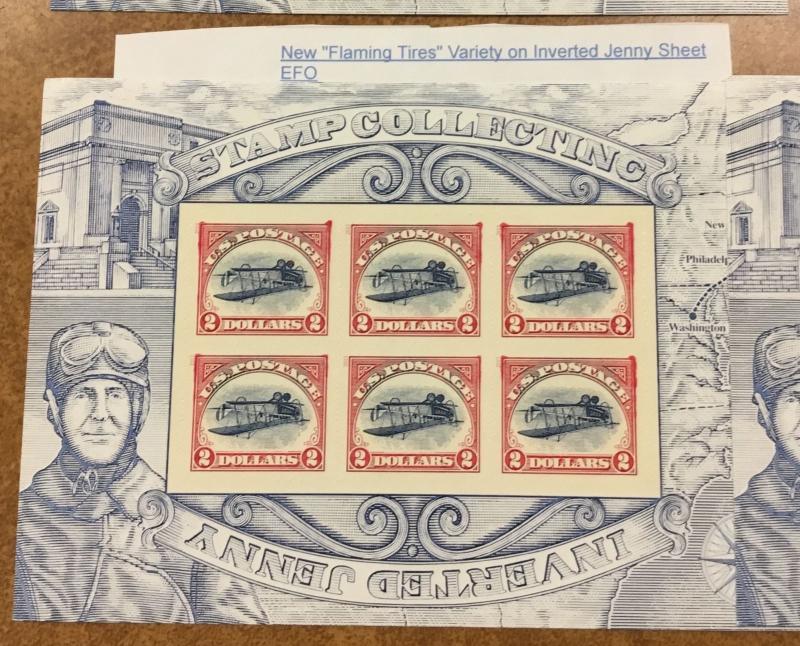 New "Flaming Tires" Variety on Inverted Jenny Sheet
EFO
STAMP COLLECTING
New
Philadelp
Washington
U.S. POSTAGE
2 DOLLARS 2
U.S. POSTAGE
2 DOLLARS 2
U.S. POSTAGE
2 DOLLARS 2
U.S. POSTAGE
2 DOLLARS 2
U.S. POSTAGE
2 DOLLARS 2
U.S. POSTAGE
2 DOLLARS 2
INVERTED JENNY